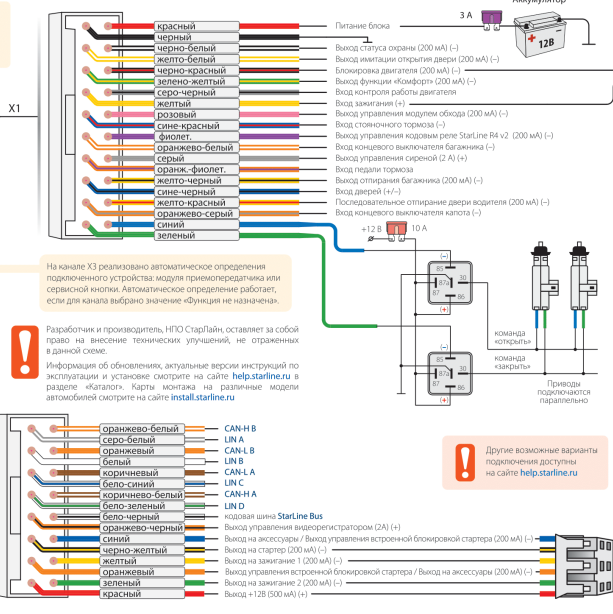 Аккумулятор
3 А
12В
X1
красный Питание блока
черный
черно-белый Выход статуса охраны (200 мА) (–)
желто-белый Выход имитации открытия двери (200 мА) (–)
черно-красный Блокировка двигателя (200 мА) (–)
зелено-желтый Выход функции «Комфорт» (200 мА) (–)
серо-черный Вход контроля работы двигателя
желтый Вход зажигания (+)
розовый Выход управления модулем обхода (200 мА) (–)
сине-красный Вход стояночного тормоза (–)
фиолет. Выход управления кодовым реле StarLine R4 v2 (200 мА) (–)
оранжево-белый Вход концевого выключателя багажника (–)
серый Выход управления сиреной (2 А) (+)
оранж.-фиолет. Вход педали тормоза
желто-черный Выход отпирания багажника (200 мА) (–)
сине-черный Вход дверей (+/–)
желто-красный Последовательное отпирание двери водителя (200 мА) (–)
оранжево-серый Вход концевого выключателя капота (–)
синий
зеленый
+12 В
10 А
(–)
85
30
87а
87
86
(+)
команда
«открыть»
(–)
85
30
87а
87
86
(+)
команда
«закрыть»
Приводы
подключаются
параллельно
На канале X3 реализовано автоматическое определения
подключенного устройства: модуля приемопередатчика или
сервисной кнопки. Автоматическое определение работает,
если для канала выбрано значение «Функция не назначена».
Разработчик и производитель, НПО СтарЛайн, оставляет за собой
право на внесение технических улучшений, не отраженных
в данной схеме.
Информация об обновлениях, актуальные версии инструкций по
эксплуатации и установке смотрите на сайте help.starline.ru в
разделе «Каталог». Карты монтажа на различные модели
автомобилей смотрите на сайте install.starline.ru
Другие возможные варианты
подключения доступны
на сайте help.starline.ru
оранжево-белый CAN-H B
серо-белый LIN A
оранжевый CAN-L B
белый LIN B
коричневый CAN-L A
бело-синий LIN C
коричнево-белый CAN-H A
бело-зеленый LIN D
бело-черный кодовая шина StarLine Bus
оранжево-черный Выход управления видеорегистратором (2А) (+)
синий Выход на аксессуары / Выход управления встроенной блокировкой стартера (200 мА) (–)
черно-желтый Выход на стартер (200 мА) (–)
желтый Выход на зажигание 1 (200 мА) (–)
оранжевый Выход управления встроенной блокировкой стартера / Выход на аксессуары (200 мА) (–)
зеленый Выход на зажигание 2 (200 мА) (–)
красный Выход +12В (500 мА) (+)